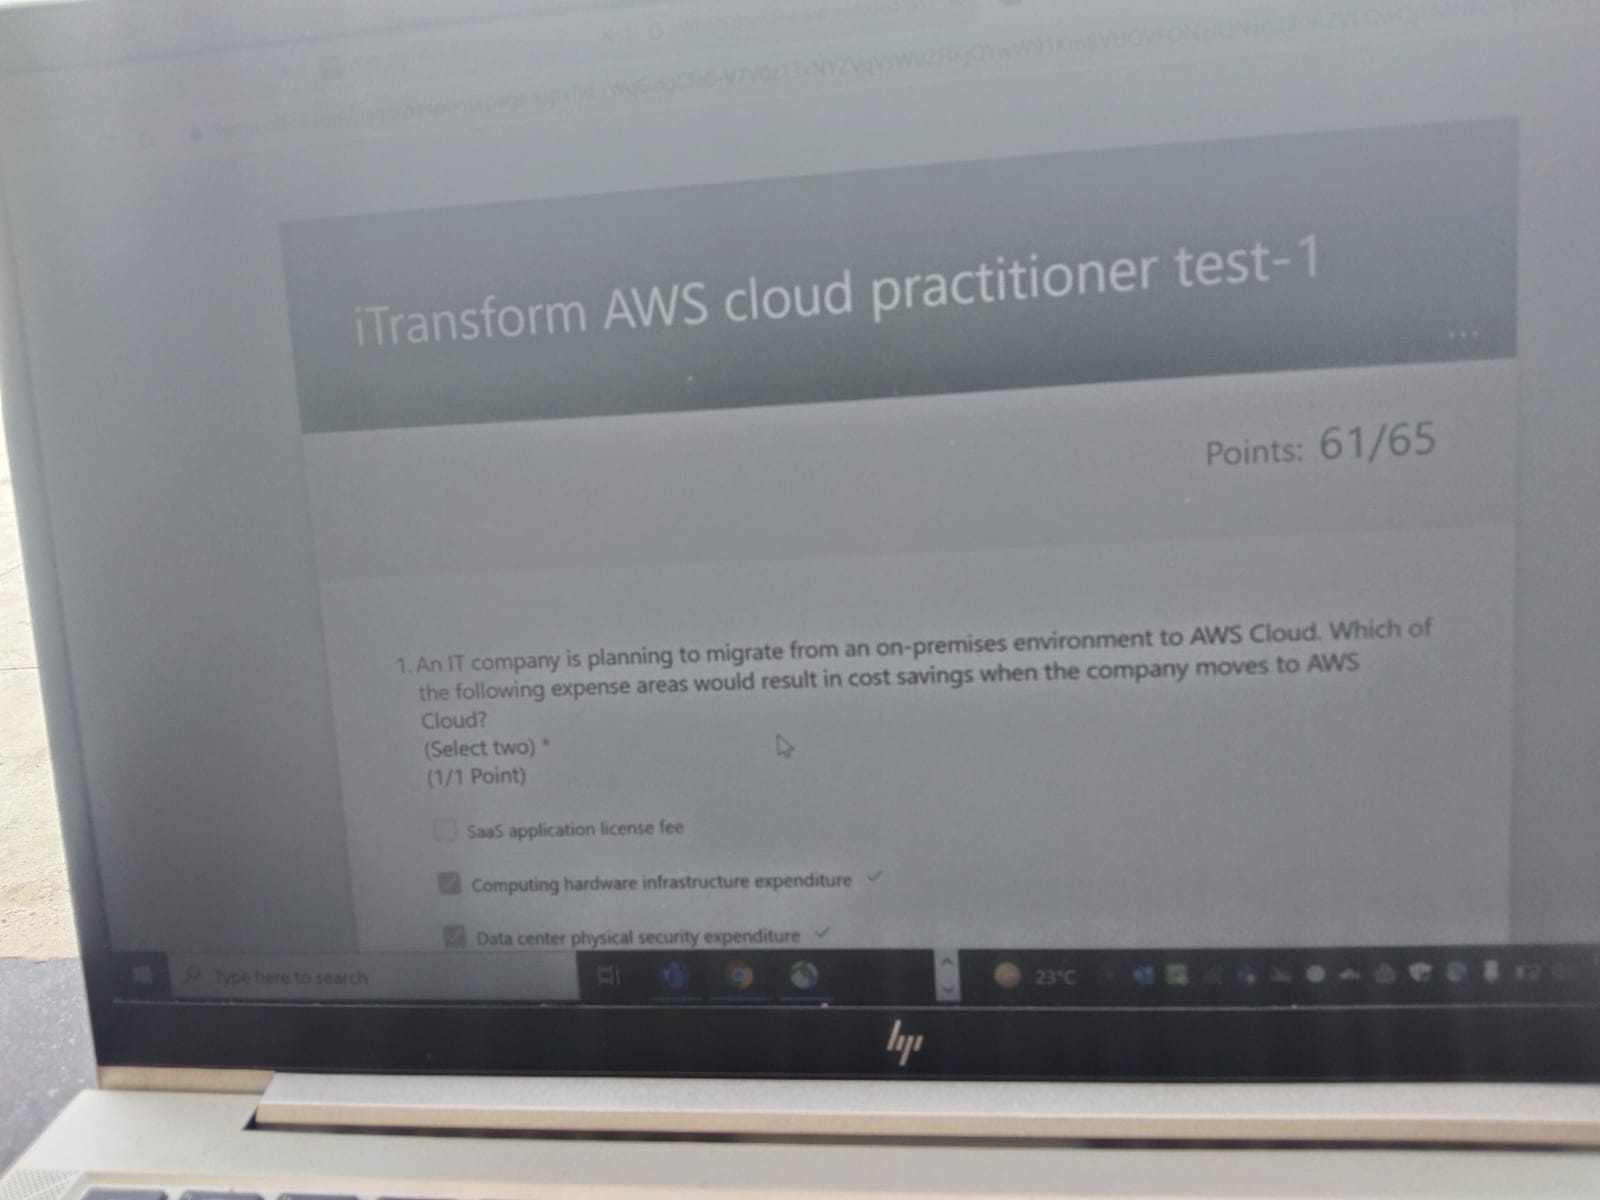 iTransform AWS cloud practitioner test-1
...
Points: 61/65
1. An IT company is planning to migrate from an on-premises environment to AWS Cloud. Which of
the following expense areas would result in cost savings when the company moves to AWS
Cloud?
(Select two) *
(1/1 Point)
SaaS application license fee
Computing hardware infrastructure expenditure
Data center physical security expenditure
Type here to search
23°C
hp